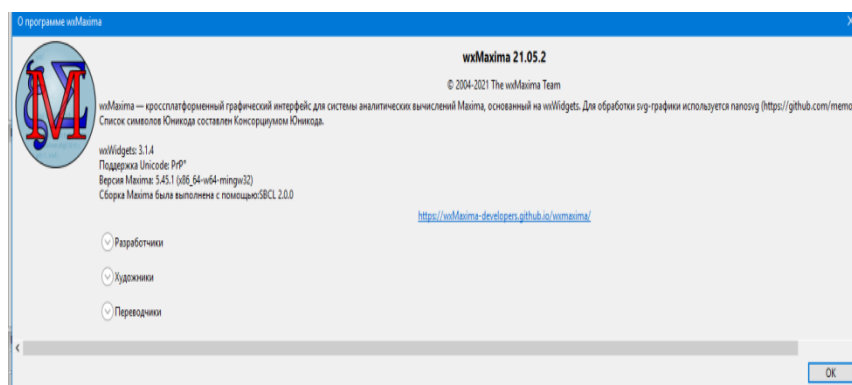 О программе wxMaxima
wxMaxima 21.05.2
© 2004-2021 The wxMaxima Team
wxMaxima — кроссплатформенный графический интерфейс для системы аналитических вычислений Maxima, основанный на wxWidgets. Для обработки svg-графики используется nanosvg (https://github.com/memo
Список символов Юникода составлен Консорциумом Юникода.
wxWidgets: 3.1.4
Поддержка Unicode: РґР°
Версия Maxima: 5.45.1 (x86_64-w64-mingw32)
Сборка Maxima была выполнена с помощью:SBCL 2.0.0
https://wxMaxima-developers.github.io/wxmaxima/
Разработчики
Художники
Переводчики
OK